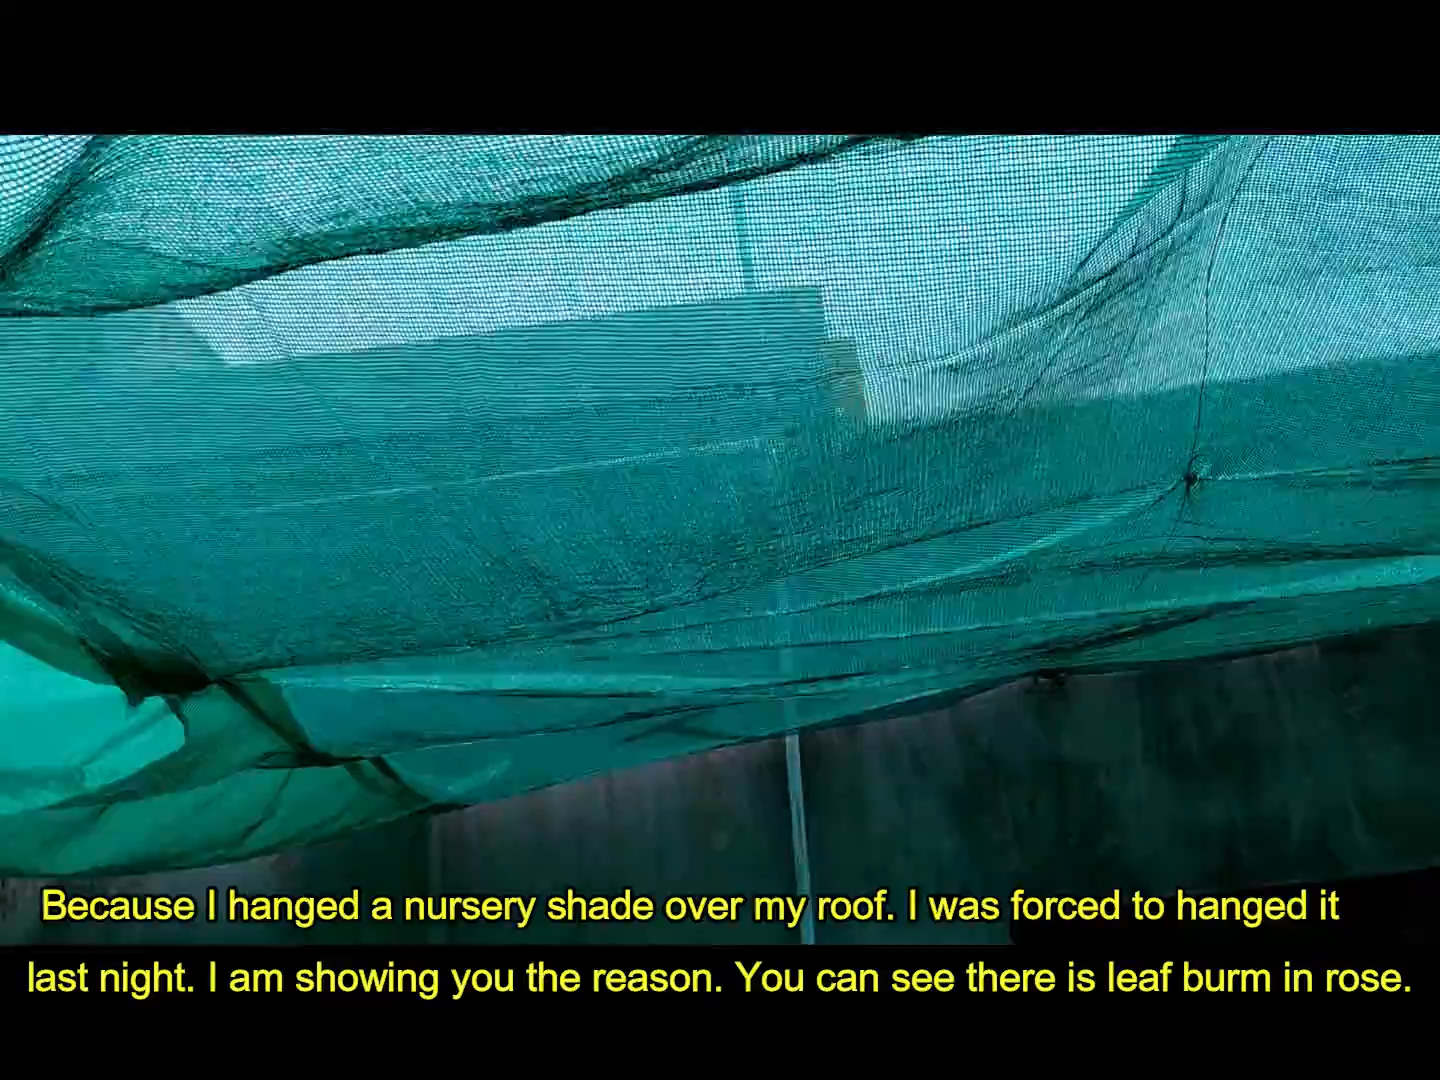 Because I hanged a nursery shade over my roof. I was forced to hanged it
last night. I am showing you the reason. You can see there is leaf burm in rose.